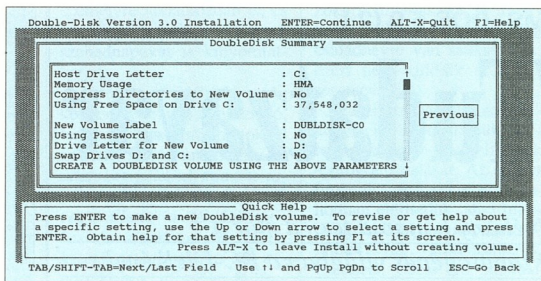 Double-Disk Version 3.0 Installation ENTER=Continue ALT-X=Quit F1=Help
DoubleDisk Summary
Host Drive Letter : C:
Memory Usage : HMA
Compress Directories to New Volume : No
Using Free Space on Drive C: : 37,548,032
New Volume Label : DUBLDISK-C0
Using Password : No
Drive Letter for New Volume : D:
Swap Drives D: and C: : No
CREATE A DOUBLEDISK VOLUME USING THE ABOVE PARAMETERS
Previous
Quick Help
Press ENTER to make a new DoubleDisk volume. To revise or get help about
a specific setting, use the Up or Down arrow to select a setting and press
ENTER. Obtain help for that setting by pressing F1 at its screen.
Press ALT-X to leave Install without creating volume.
TAB/SHIFT-TAB=Next/Last Field Use ↑↓ and PgUp PgDn to Scroll ESC=Go Back